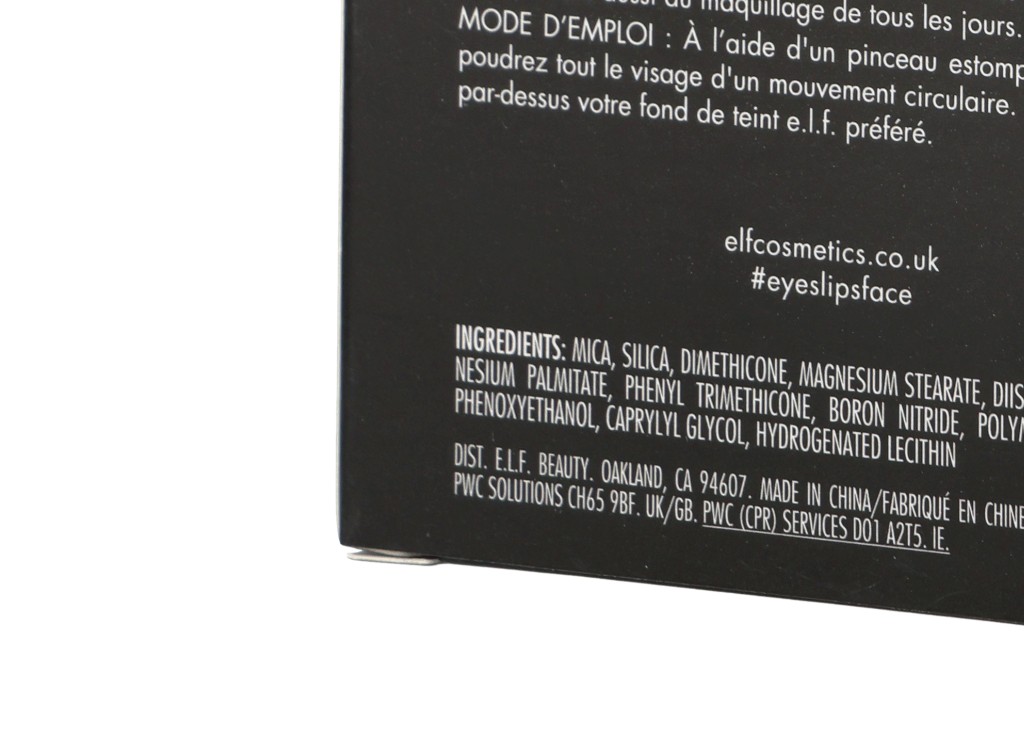 maquillage de tous les jours.
MODE D'EMPLOI : À l'aide d'un pinceau
poudrez tout le visage d'un mouvement circulaire.
par-dessus votre fond de teint e.l.f. préféré.
elfcosmetics.co.uk
#eyeslipsface
INGREDIENTS: MICA, SILICA, DIMETHICONE, MAGNESIUM STEARATE,
NESIUM PALMITATE, PHENYL TRIMETHICONE, BORON NITRIDE,
PHENOXYETHANOL, CAPRYLYL GLYCOL, HYDROGENATED LECITHIN
DIST. E.L.F. BEAUTY. OAKLAND, CA 94607. MADE IN CHINA/FABRIQUÉ EN CHINE
PWC SOLUTIONS CH65 9BF. UK/GB. PWC (CPR) SERVICES D01 A2T5. IE.